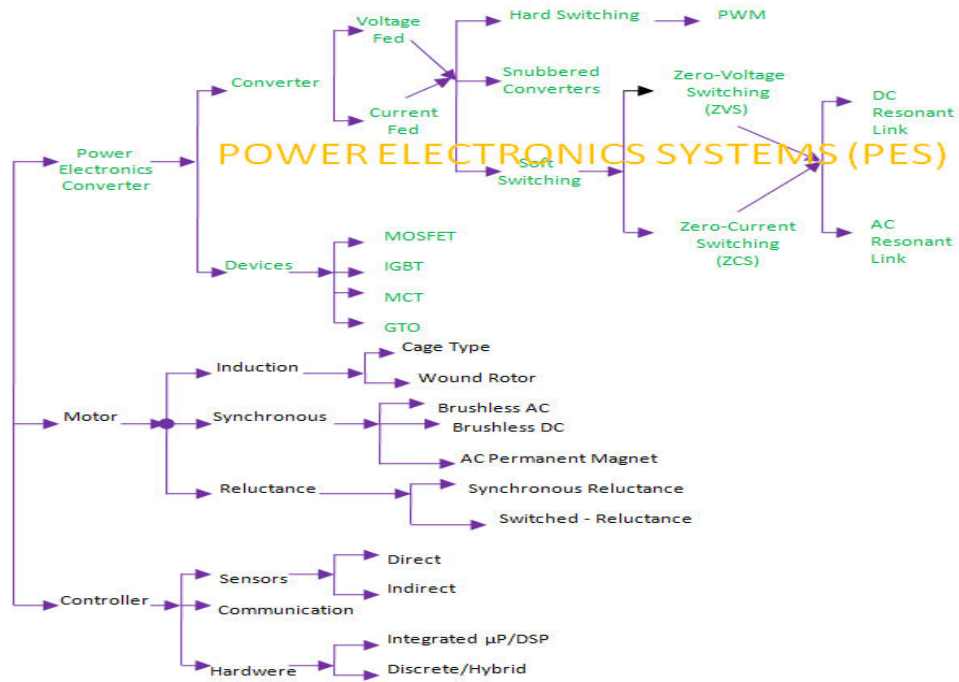 Hard Switching
PWM
Voltage
Fed
Converter
Snubbered
Converters
Zero-Voltage
Switching
(ZVS)
DC
Resonant
Link
Current
Fed
POWER ELECTRONICS SYSTEMS (PES)
Power
Electronics
Converter
Soft
Switching
Zero-Current
Switching
(ZCS)
AC
Resonant
Link
Devices
MOSFET
IGBT
MCT
GTO
Motor
Induction
Cage Type
Wound Rotor
Synchronous
Brushless AC
Brushless DC
AC Permanent Magnet
Reluctance
Synchronous Reluctance
Switched - Reluctance
Controller
Sensors
Direct
Indirect
Communication
Hardwere
Integrated µP/DSP
Discrete/Hybrid